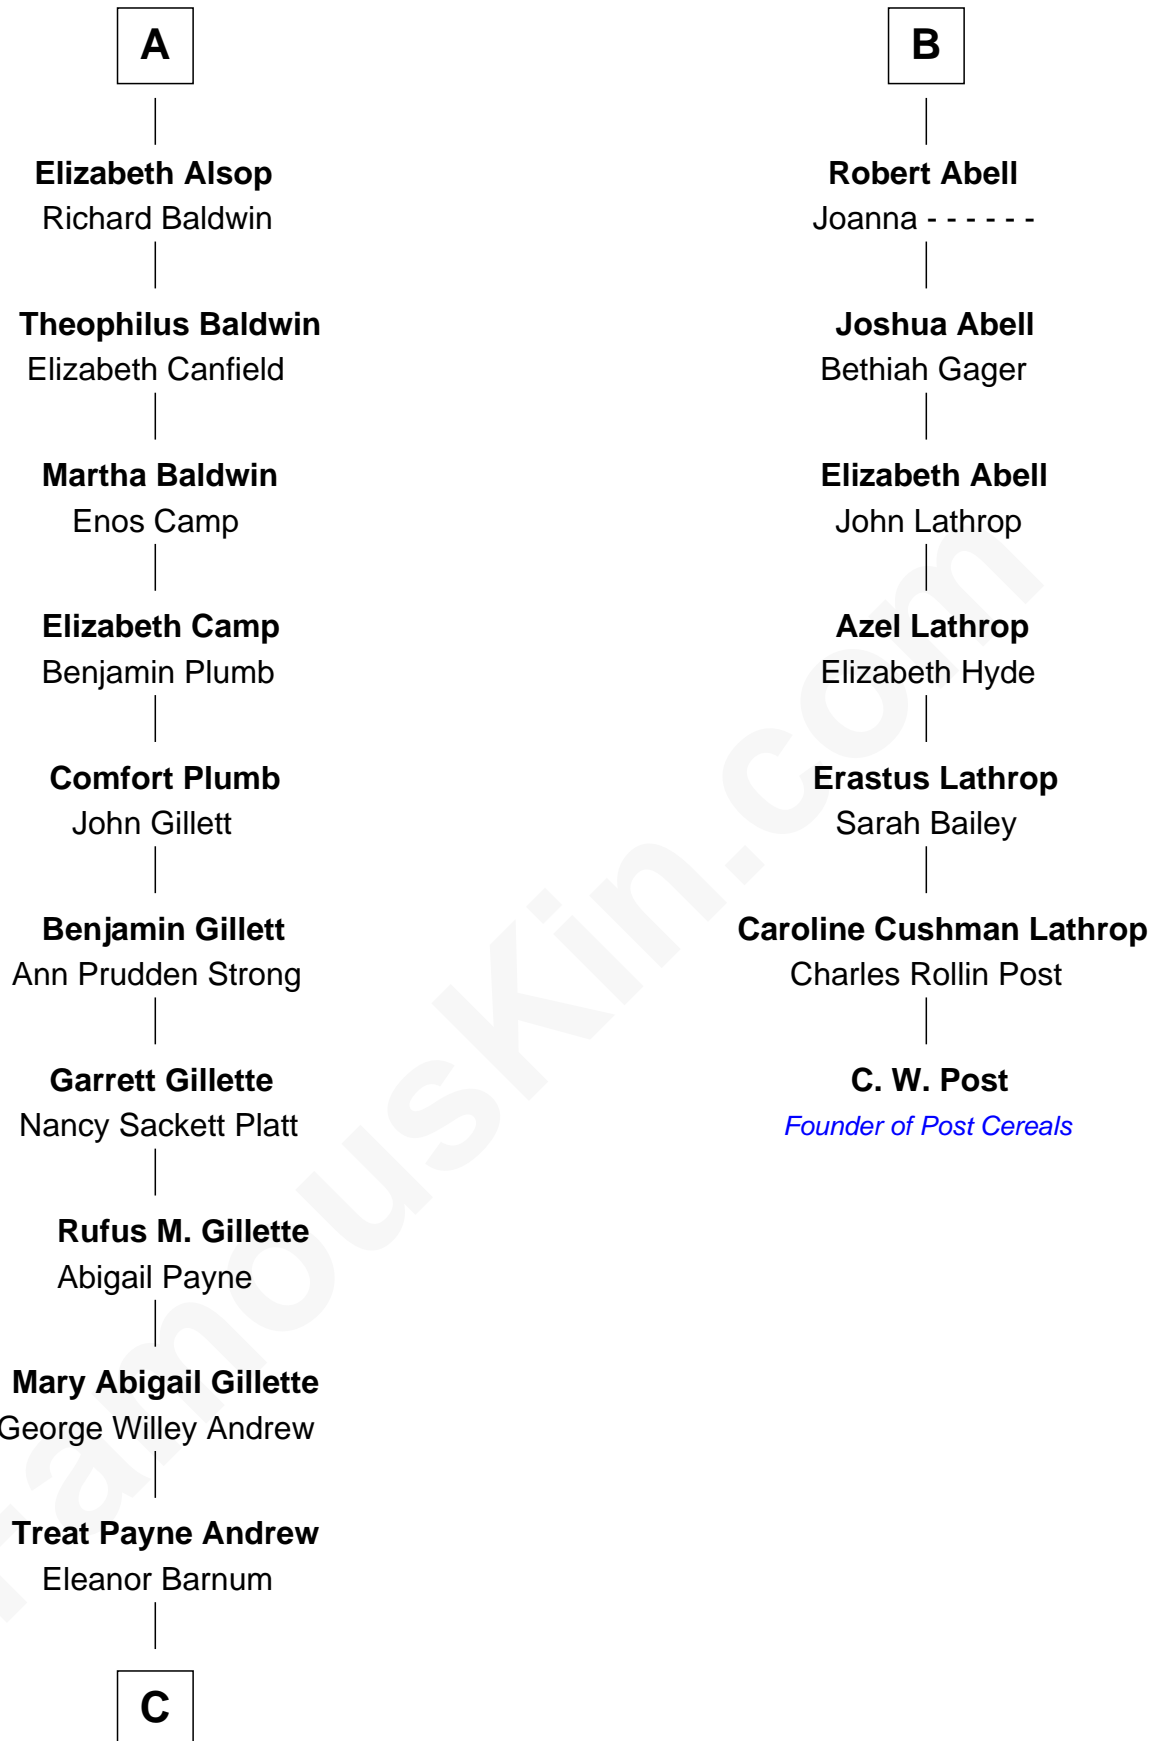 A
Elizabeth Alsop
Richard Baldwin
Theophilus Baldwin
Elizabeth Canfield
Martha Baldwin
Enos Camp
Elizabeth Camp
Benjamin Plumb
Comfort Plumb
John Gillett
Benjamin Gillett
Ann Prudden Strong
Garrett Gillette
Nancy Sackett Platt
Rufus M. Gillette
Abigail Payne
Mary Abigail Gillette
George Willey Andrew
Treat Payne Andrew
Eleanor Barnum
C
B
Robert Abell
Joanna - - - - - -
Joshua Abell
Bethiah Gager
Elizabeth Abell
John Lathrop
Azel Lathrop
Elizabeth Hyde
Erastus Lathrop
Sarah Bailey
Caroline Cushman Lathrop
Charles Rollin Post
C. W. Post
Founder of Post Cereals
FamousKin.com